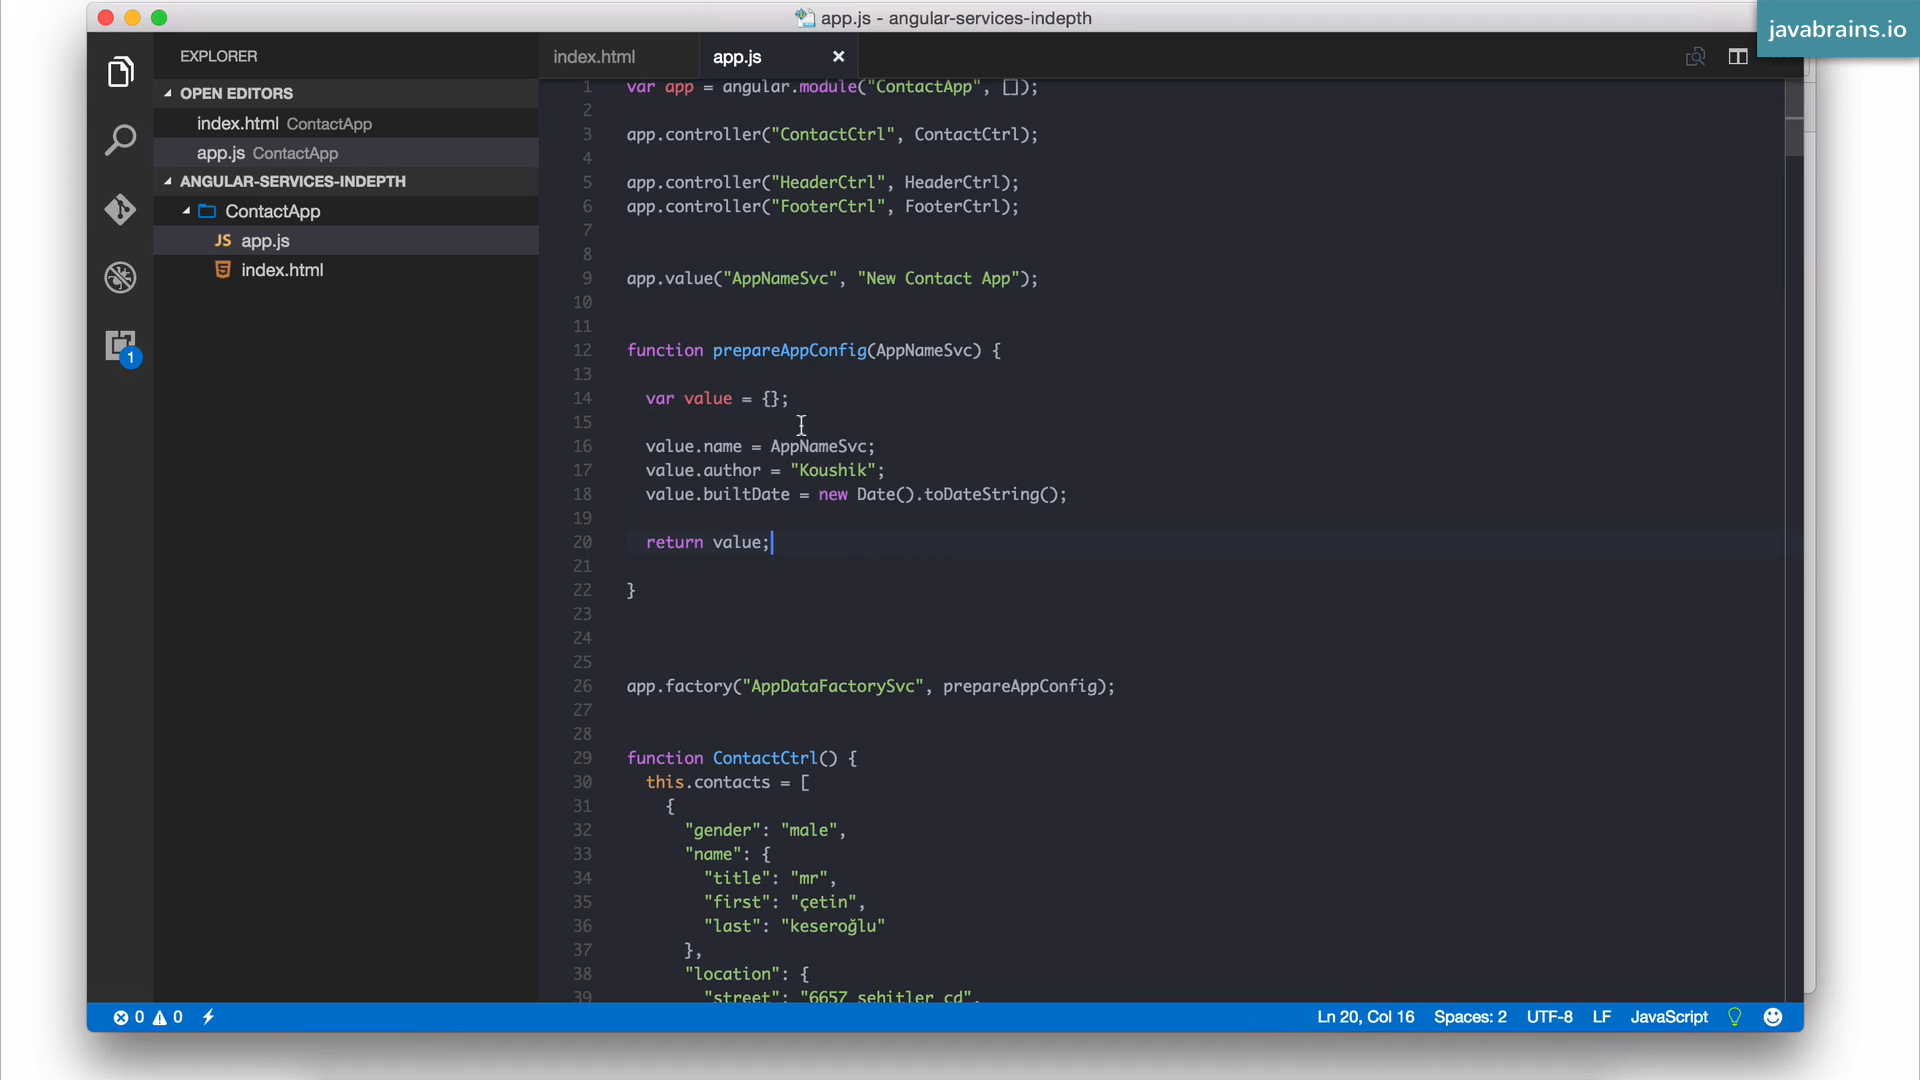 app.js - angular-services-indepth
javabrains.io
EXPLORER
OPEN EDITORS
index.html ContactApp
app.js ContactApp
ANGULAR-SERVICES-INDEPTH
ContactApp
JS app.js
index.html
1
index.html
app.js
1 var app = angular.module("ContactApp", []);
2
3 app.controller("ContactCtrl", ContactCtrl);
4
5 app.controller("HeaderCtrl", HeaderCtrl);
6 app.controller("FooterCtrl", FooterCtrl);
7
8
9 app.value("AppNameSvc", "New Contact App");
10
11
12 function prepareAppConfig(AppNameSvc) {
13
14 var value = {};
15
16 value.name = AppNameSvc;
17 value.author = "Koushik";
18 value.builtDate = new Date().toDateString();
19
20 return value;
21
22 }
23
24
25
26 app.factory("AppDataFactorySvc", prepareAppConfig);
27
28
29 function ContactCtrl() {
30 this.contacts = [
31 {
32 "gender": "male",
33 "name": {
34 "title": "mr",
35 "first": "çetin",
36 "last": "keseroğlu"
37 },
38 "location": {
39 "street": "6657 sehitler cd",
0 0
Ln 20, Col 16 Spaces: 2 UTF-8 LF JavaScript